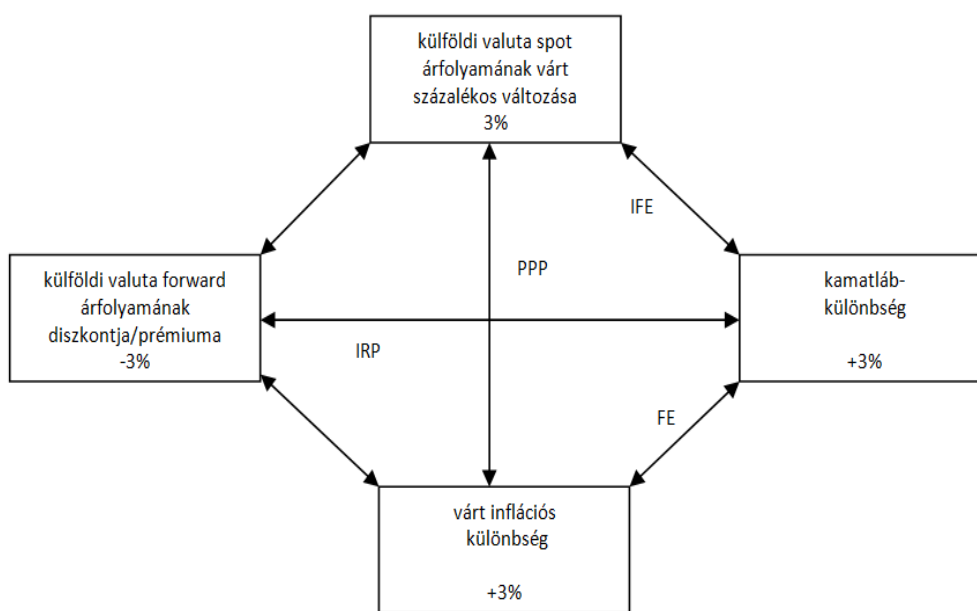 külföldi valuta spot
árfolyamának várt
százalékos változása
3%
IFE
külföldi valuta forward
árfolyamának
diszkontja/prémiuma
-3%
PPP
kamatláb-
különbség
+3%
IRP
FE
várt inflációs
különbség
+3%